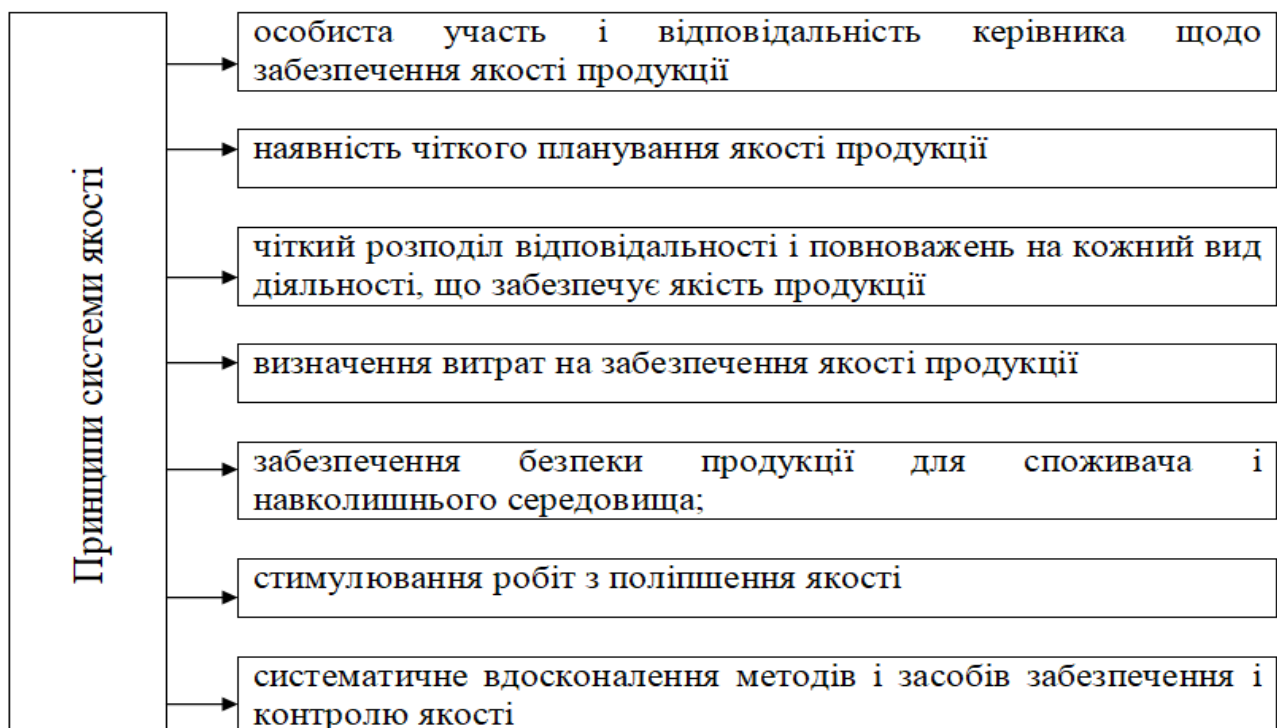 Принципи системи якості
особиста участь і відповідальність керівника щодо
забезпечення якості продукції
наявність чіткого планування якості продукції
чіткий розподіл відповідальності і повноважень на кожний вид
діяльності, що забезпечує якість продукції
визначення витрат на забезпечення якості продукції
забезпечення безпеки продукції для споживача і
навколишнього середовища;
стимулювання робіт з поліпшення якості
систематичне вдосконалення методів і засобів забезпечення і
контролю якості